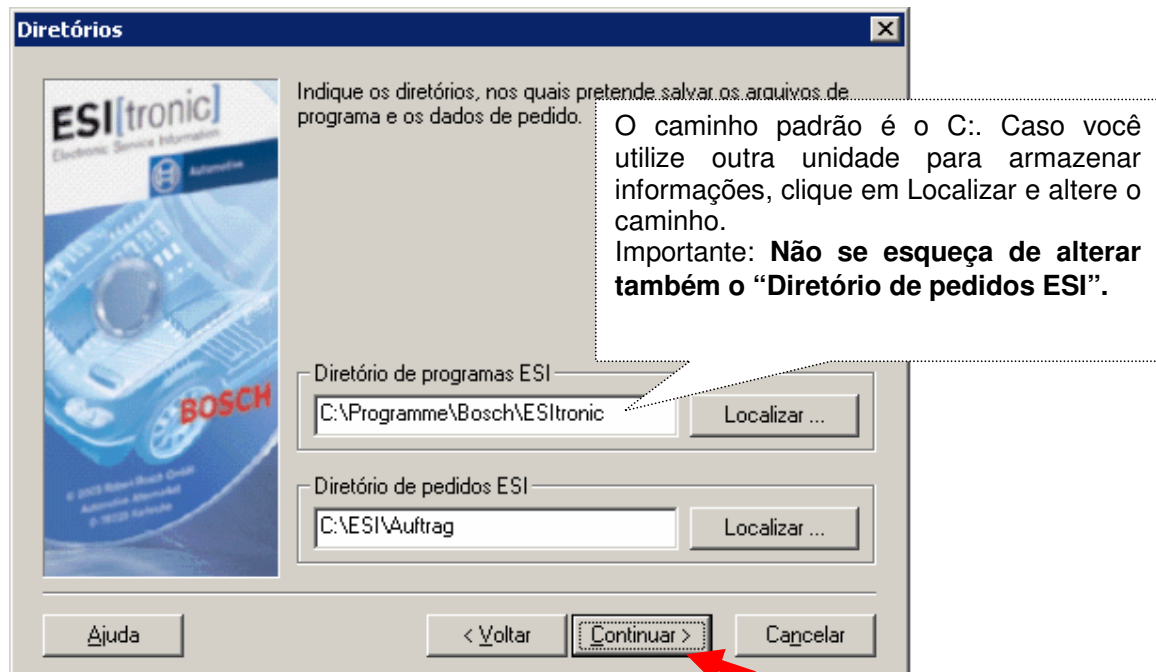 Diretórios
ESI[tronic]
Electronic Service Information
Automotive
BOSCH
Indique os diretórios, nos quais pretende salvar os arquivos de
programa e os dados de pedido.
O caminho padrão é o C:. Caso você
utilize outra unidade para armazenar
informações, clique em Localizar e altere o
caminho.
Importante: Não se esqueça de alterar
também o “Diretório de pedidos ESI”.
Diretório de programas ESI
C:\Programme\Bosch\ESItronic
Localizar ...
Diretório de pedidos ESI
C:\ESI\Auftrag
Localizar ...
Ajuda
< Voltar
Continuar >
Cancelar